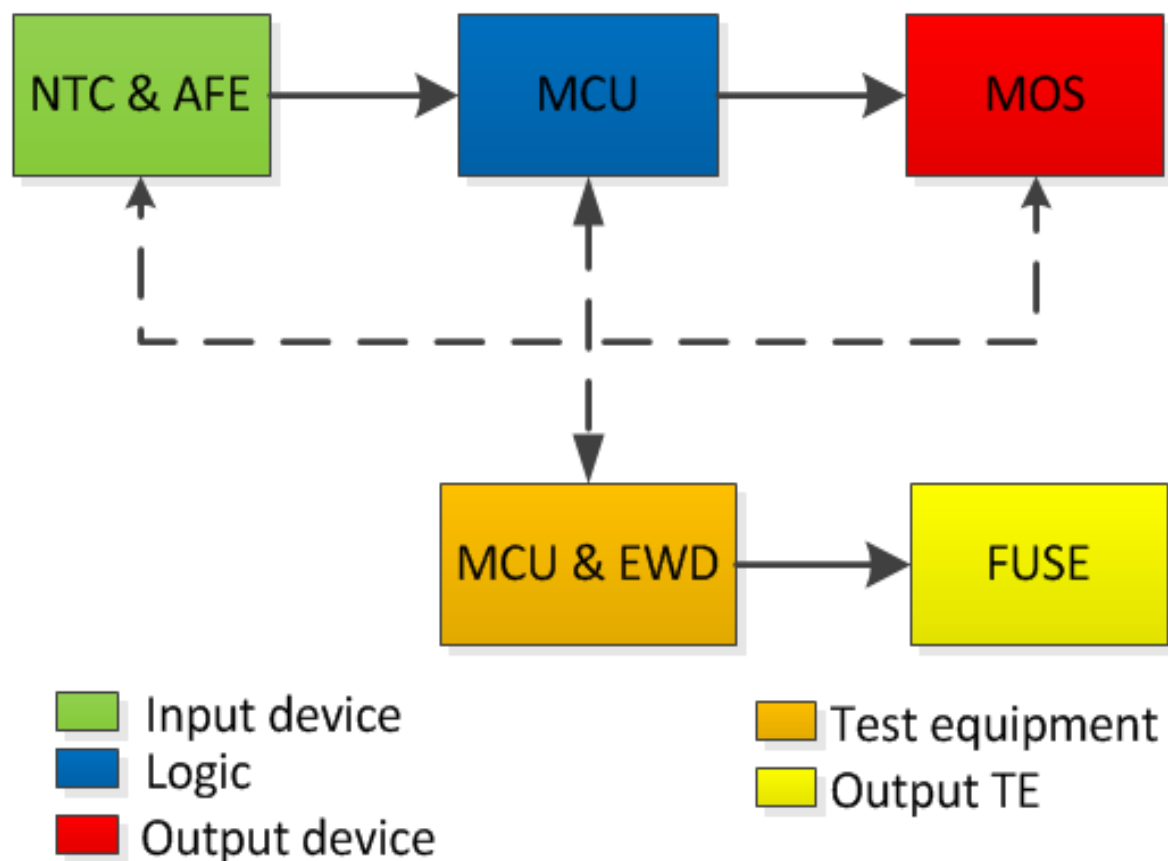 NTC & AFE
MCU
MOS
MCU & EWD
FUSE
Input device
Logic
Output device
Test equipment
Output TE